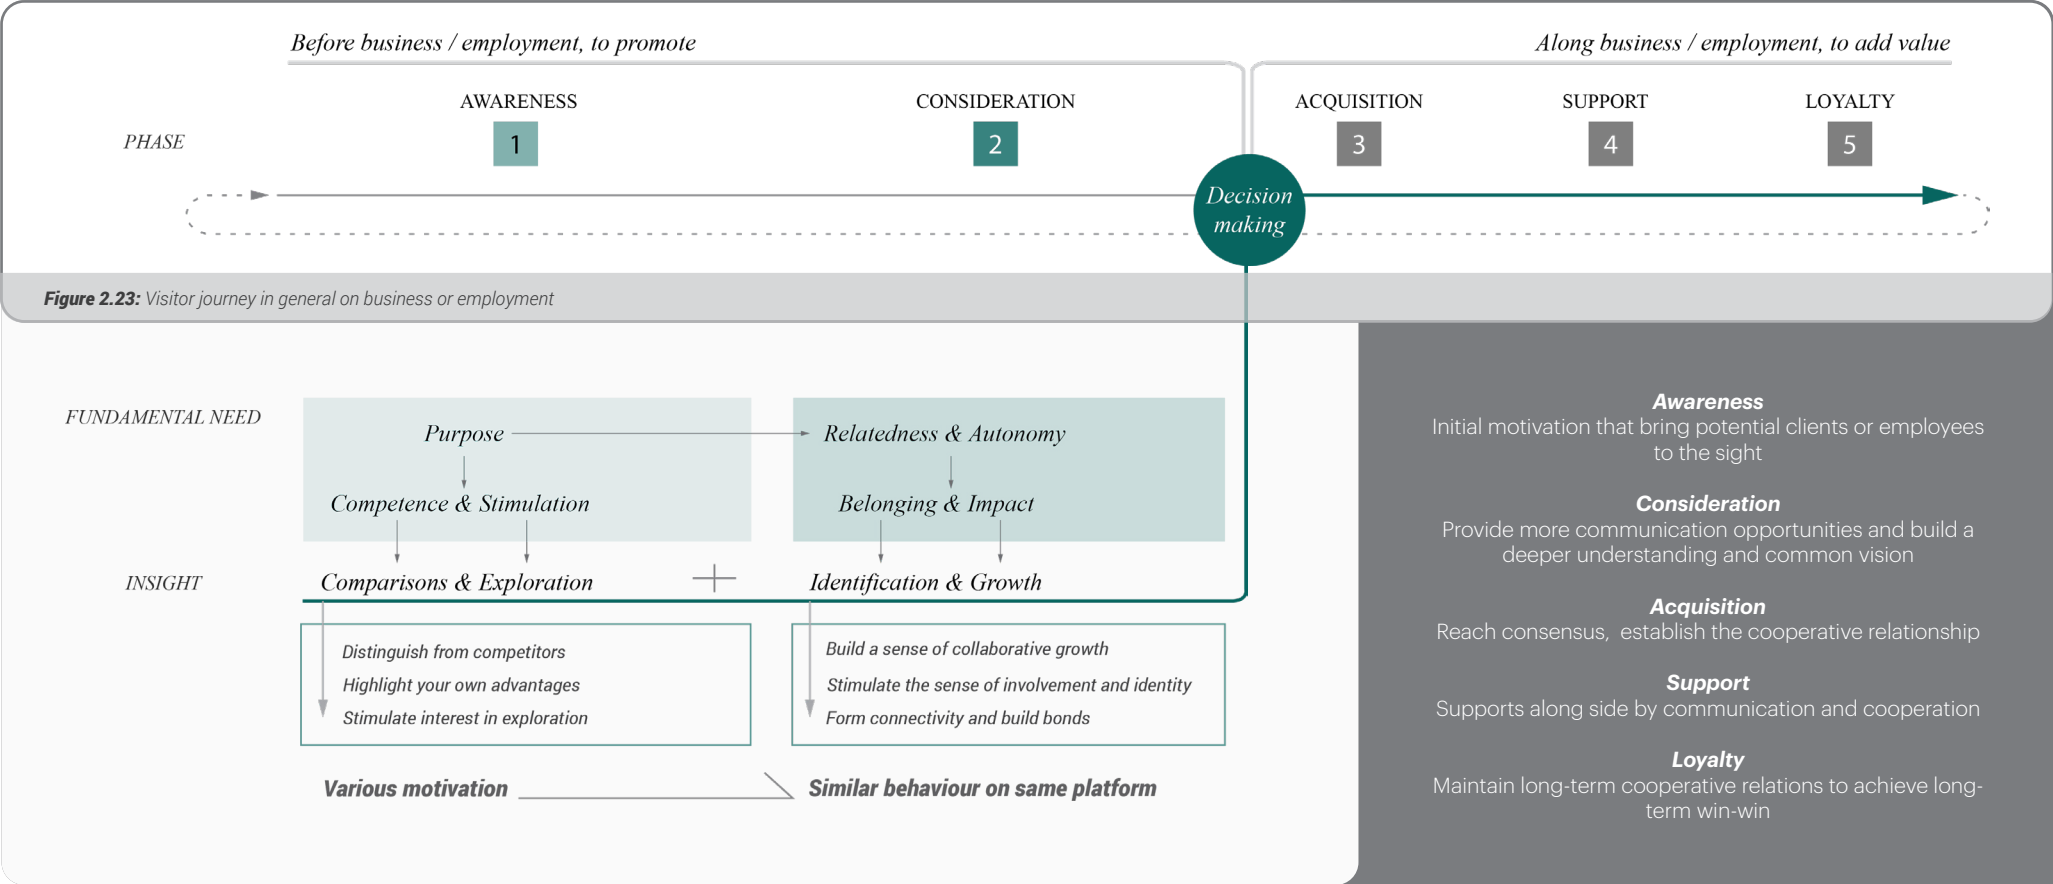 Before business / employment, to promote
Along business / employment, to add value
AWARENESS
CONSIDERATION
ACQUISITION
SUPPORT
LOYALTY
PHASE
1
2
3
4
5
Decision
making
Figure 2.23: Visitor journey in general on business or employment
FUNDAMENTAL NEED
Purpose
Relatedness & Autonomy
Competence & Stimulation
Belonging & Impact
INSIGHT
Comparisons & Exploration
Identification & Growth
Distinguish from competitors
Highlight your own advantages
Stimulate interest in exploration
Build a sense of collaborative growth
Stimulate the sense of involvement and identity
Form connectivity and build bonds
Various motivation
Similar behaviour on same platform
Awareness
Initial motivation that bring potential clients or employees
to the sight
Consideration
Provide more communication opportunities and build a
deeper understanding and common vision
Acquisition
Reach consensus,  establish the cooperative relationship
Support
Supports along side by communication and cooperation
Loyalty
Maintain long-term cooperative relations to achieve long-
term win-win